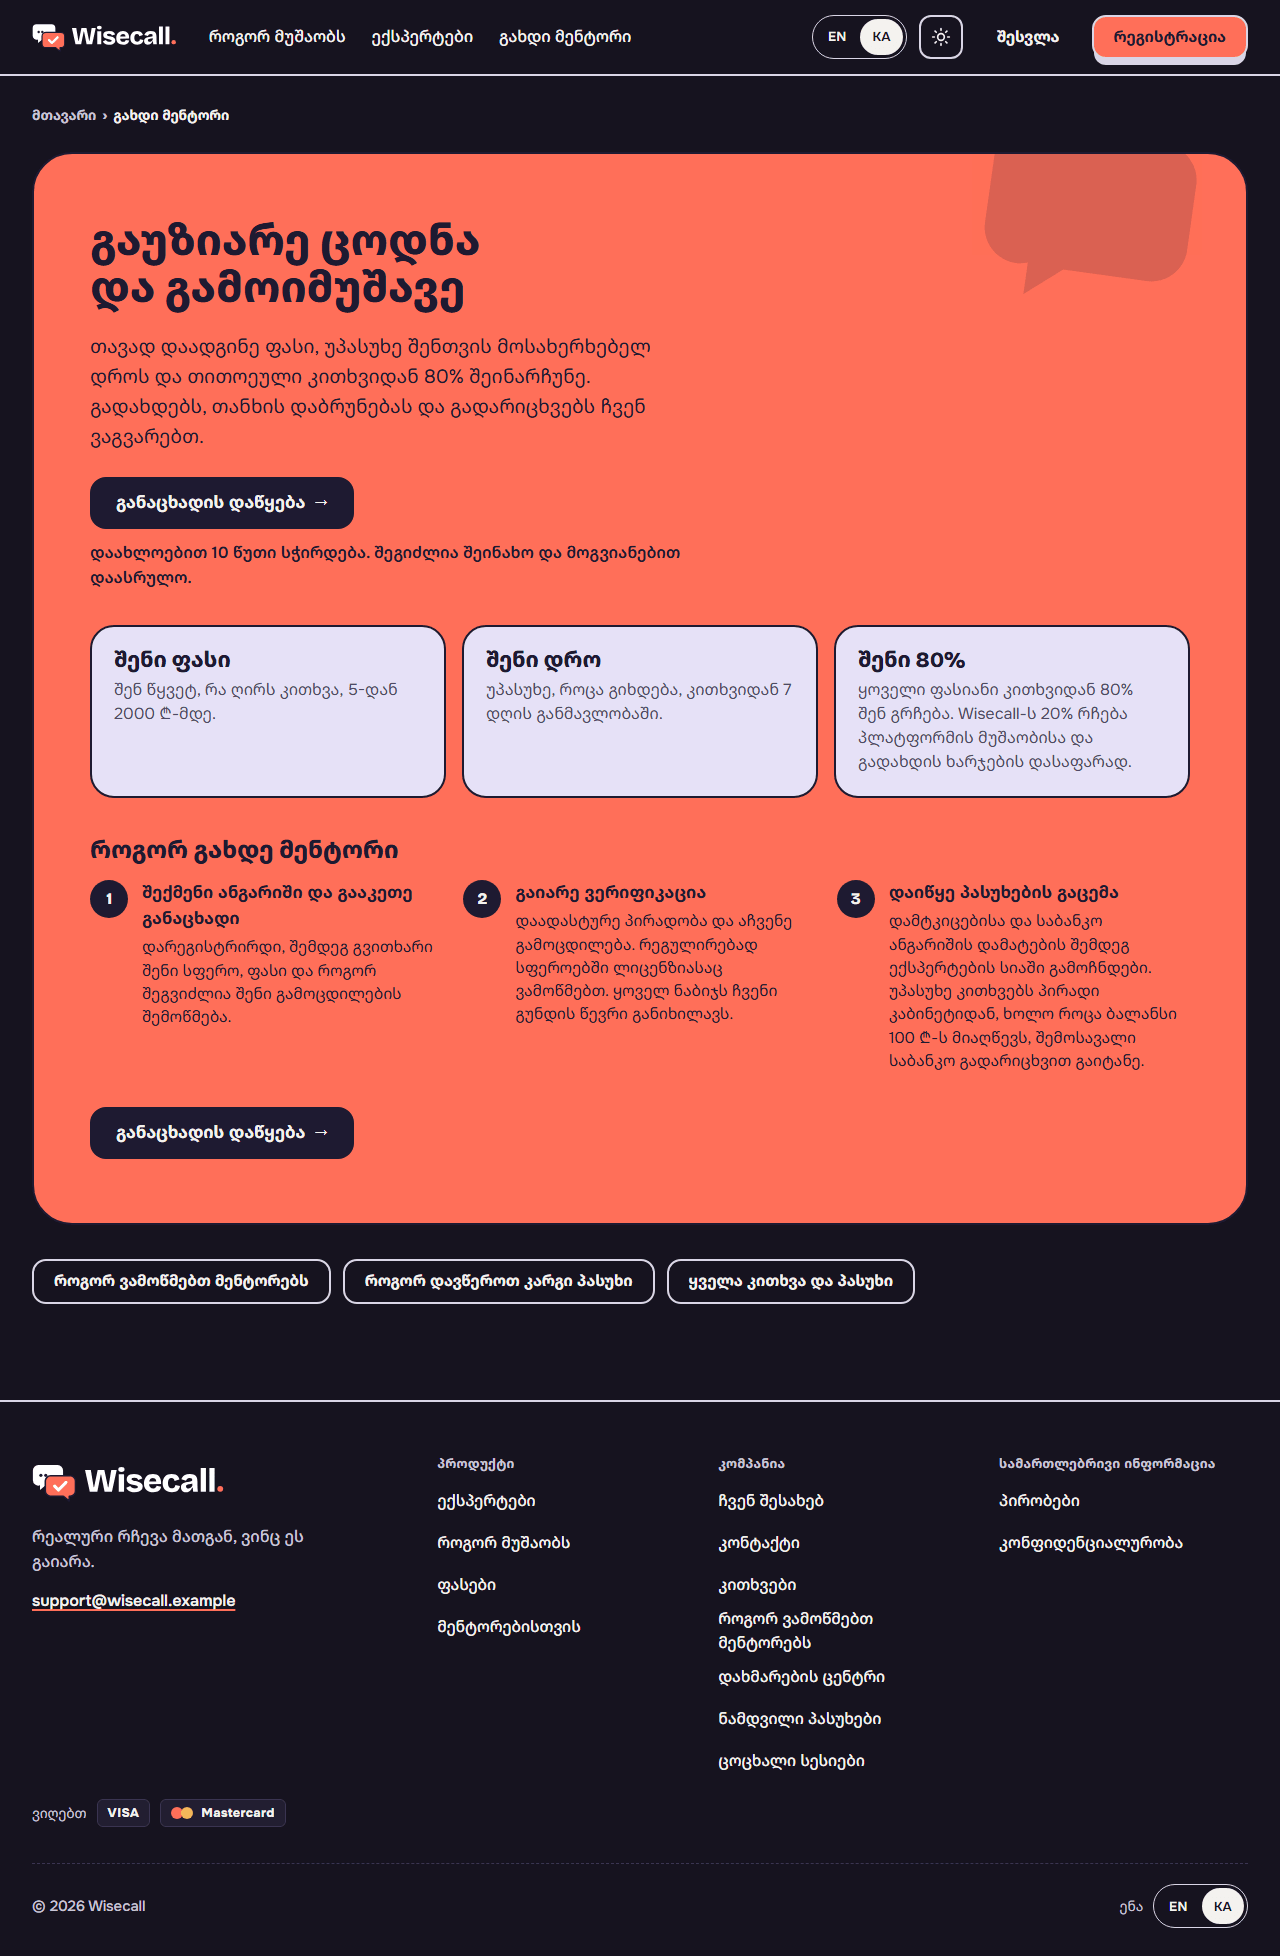 Wisecall.
როგორ მუშაობს
ექსპერტები
გახდი მენტორი
EN
KA
შესვლა
რეგისტრაცია
მთავარი › გახდი მენტორი
გაუზიარე ცოდნა
და გამოიმუშავე
თავად დაადგინე ფასი, უპასუხე შენთვის მოსახერხებელ
დროს და თითოეული კითხვიდან 80% შეინარჩუნე.
გადახდებს, თანხის დაბრუნებას და გადარიცხვებს ჩვენ
ვაგვარებთ.
განაცხადის დაწყება →
დაახლოებით 10 წუთი სჭირდება. შეგიძლია შეინახო და მოგვიანებით
დაასრულო.
შენი ფასი
შენ წყვეტ, რა ღირს კითხვა, 5-დან
2000 ₾-მდე.
შენი დრო
უპასუხე, როცა გიხდება, კითხვიდან 7
დღის განმავლობაში.
შენი 80%
ყოველი ფასიანი კითხვიდან 80%
შენ გრჩება. Wisecall-ს 20% რჩება
პლატფორმის მუშაობისა და
გადახდის ხარჯების დასაფარად.
როგორ გახდე მენტორი
1
შექმენი ანგარიში და გააკეთე
განაცხადი
დარეგისტრირდი, შემდეგ გვითხარი
შენი სფერო, ფასი და როგორ
შეგვიძლია შენი გამოცდილების
შემოწმება.
2
გაიარე ვერიფიკაცია
დაადასტურე პირადობა და აჩვენე
გამოცდილება. რეგულირებად
სფეროებში ლიცენზიასაც
ვამოწმებთ. ყოველ ნაბიჯს ჩვენი
გუნდის წევრი განიხილავს.
3
დაიწყე პასუხების გაცემა
დამტკიცებისა და საბანკო
ანგარიშის დამატების შემდეგ
ექსპერტების სიაში გამოჩნდები.
უპასუხე კითხვებს პირადი
კაბინეტიდან, ხოლო როცა ბალანსი
100 ₾-ს მიაღწევს, შემოსავალი
საბანკო გადარიცხვით გაიტანე.
განაცხადის დაწყება →
როგორ ვამოწმებთ მენტორებს
როგორ დავწეროთ კარგი პასუხი
ყველა კითხვა და პასუხი
Wisecall.
რეალური რჩევა მათგან, ვინც ეს
გაიარა.
support@wisecall.example
პროდუქტი
ექსპერტები
როგორ მუშაობს
ფასები
მენტორებისთვის
კომპანია
ჩვენ შესახებ
კონტაქტი
კითხვები
როგორ ვამოწმებთ
მენტორებს
დახმარების ცენტრი
ნამდვილი პასუხები
ცოცხალი სესიები
სამართლებრივი ინფორმაცია
პირობები
კონფიდენციალურობა
ვიღებთ
VISA
Mastercard
© 2026 Wisecall
ენა
EN
KA